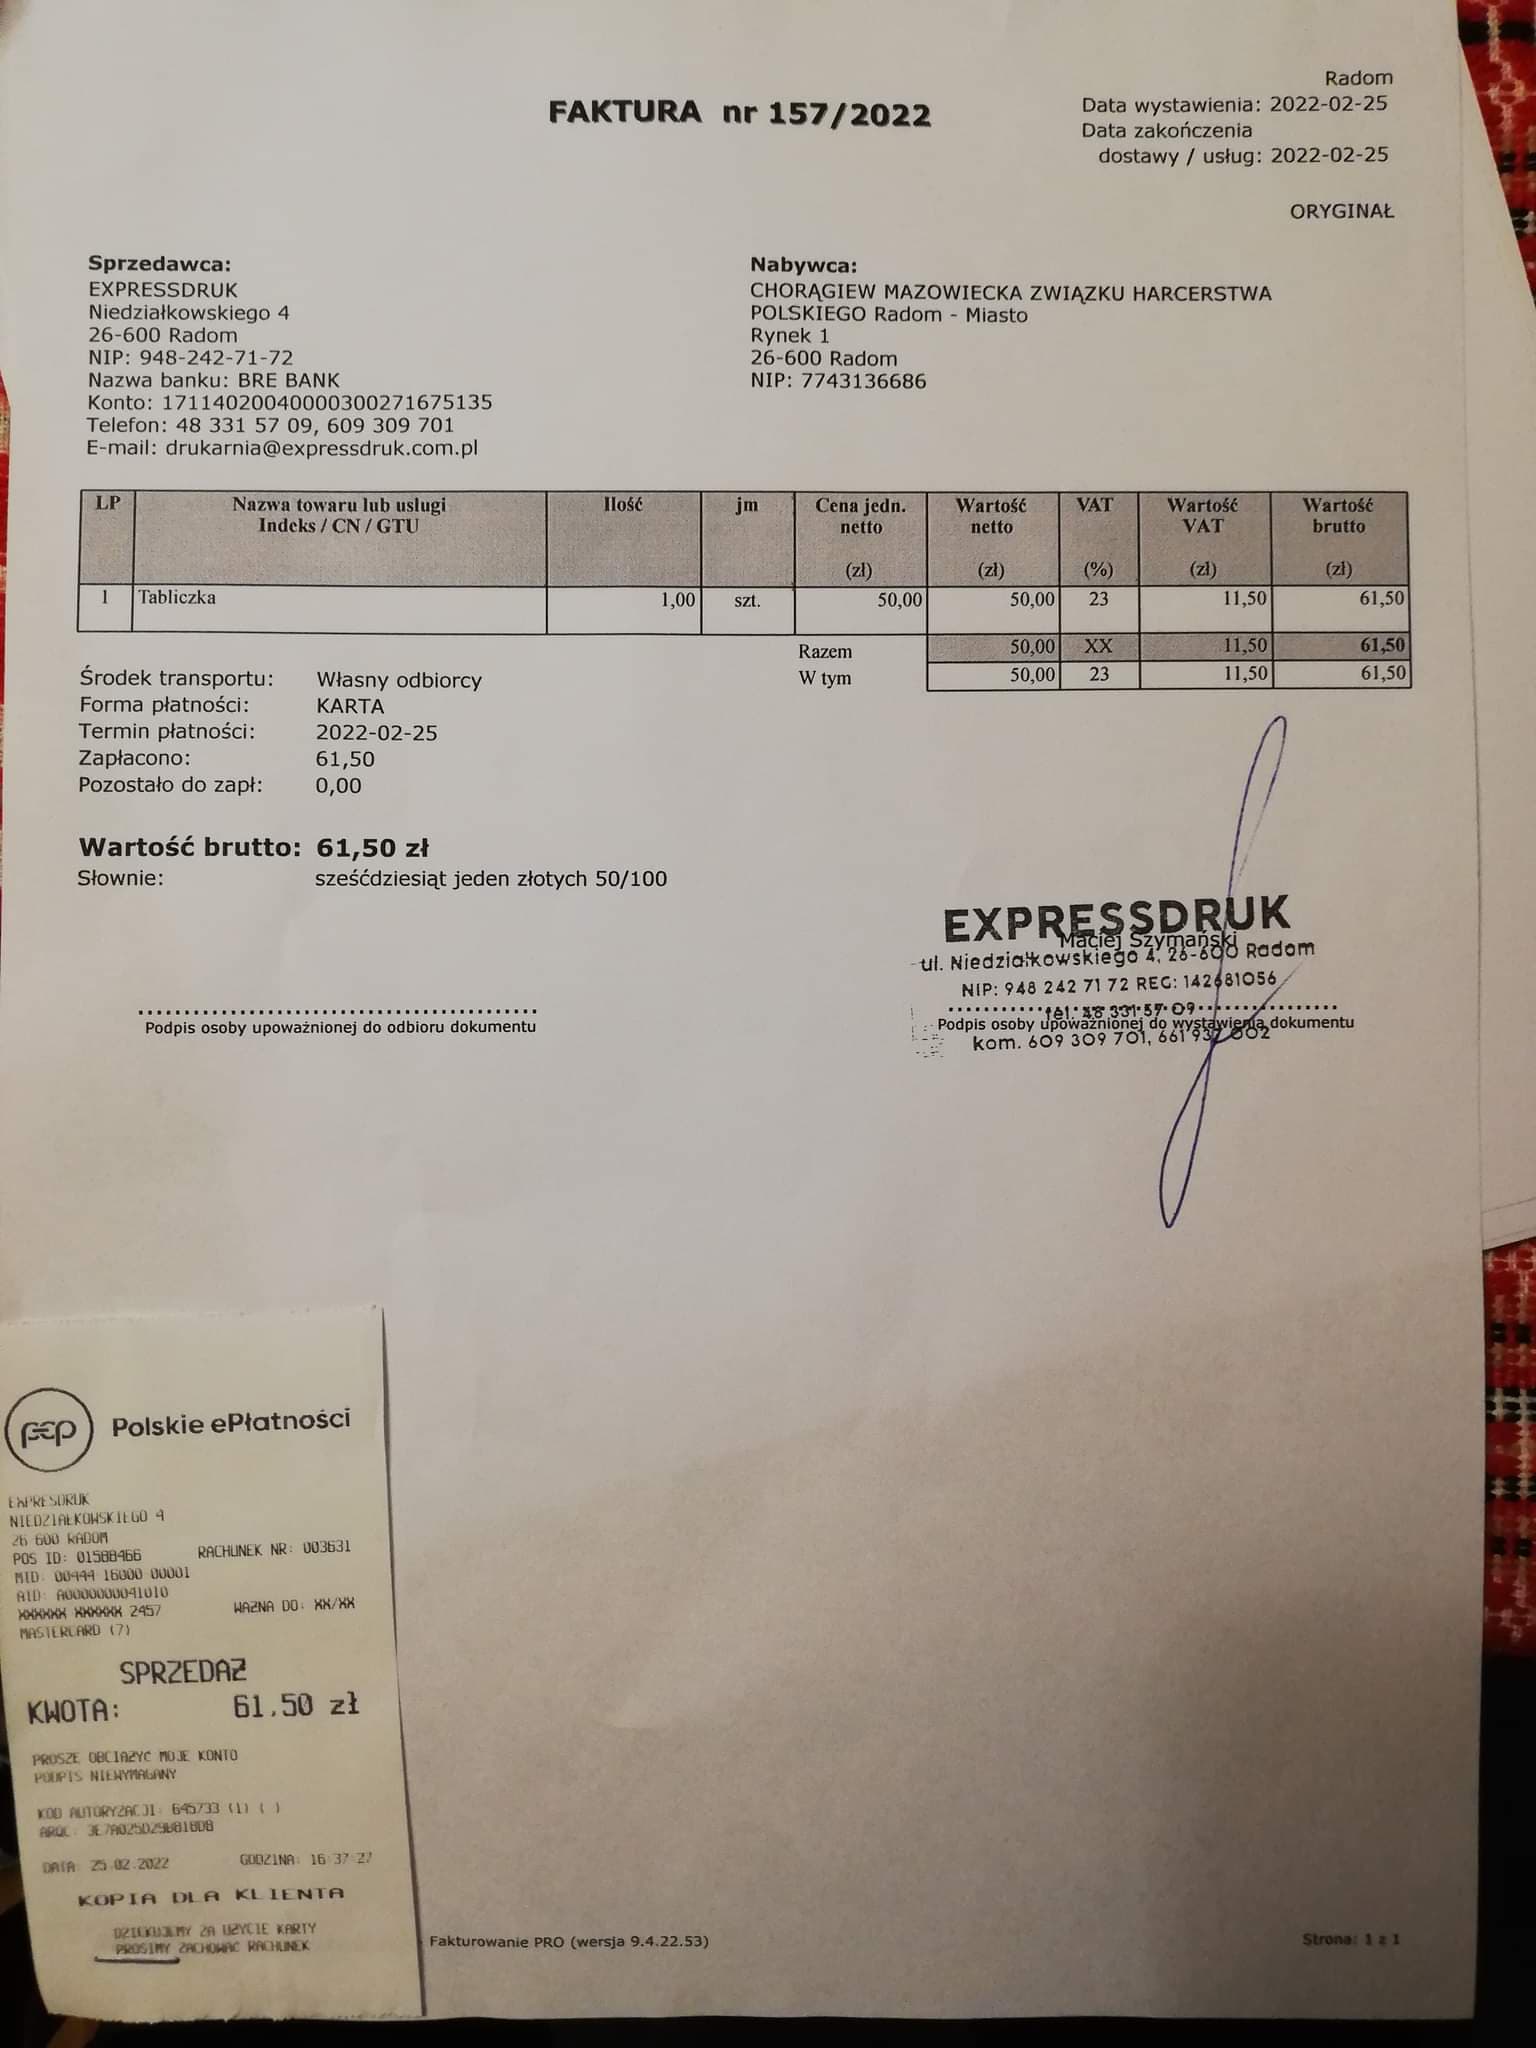 Radom
FAKTURA nr 157/2022
Data wystawienia: 2022-02-25
Data zakończenia
dostawy / usług: 2022-02-25
ORYGINAŁ
Sprzedawca:
EXPRESSDRUK
Niedziałkowskiego 4
26-600 Radom
NIP: 948-242-71-72
Nazwa banku: BRE BANK
Konto: 17114020040000300271675135
Telefon: 48 331 57 09, 609 309 701
E-mail: drukarnia@expressdruk.com.pl
Nabywca:
CHORĄGIEW MAZOWIECKA ZWIĄZKU HARCERSTWA
POLSKIEGO Radom - Miasto
Rynek 1
26-600 Radom
NIP: 7743136686
LP Nazwa towaru lub usługi Ilość jm Cena jedn. Wartość VAT Wartość Wartość
Indeks / CN / GTU netto netto VAT brutto
(zł) (zł) (%) (zł) (zł)
1 Tabliczka 1,00 szt. 50,00 50,00 23 11,50 61,50
Razem 50,00 XX 11,50 61,50
W tym 50,00 23 11,50 61,50
Środek transportu: Własny odbiorcy
Forma płatności: KARTA
Termin płatności: 2022-02-25
Zapłacono: 61,50
Pozostało do zapł: 0,00
Wartość brutto: 61,50 zł
Słownie: sześćdziesiąt jeden złotych 50/100
EXPRESSDRUK
Maciej Szymański
ul. Niedziałkowskiego 4, 26-600 Radom
NIP: 948 242 71 72 REG: 142681056
tel. 48 331 57 09
Podpis osoby upoważnionej do odbioru dokumentu
Podpis osoby upoważnionej do wystawienia dokumentu
kom. 609 309 701, 661 937 002
pep Polskie ePłatności
EXPRESDRUK
NIEDZIAŁKOWSKIEGO 4
26 600 RADOM
POS ID: 01588466 RACHUNEK NR: 003631
MID: 00444 16000 00001
AID: A0000000041010
XXXXXX XXXXXX 2457 WAŻNA DO: XX/XX
MASTERCARD (7)
SPRZEDAŻ
KWOTA: 61,50 zł
PROSZĘ OBCIĄŻYĆ MOJE KONTO
PODPIS NIEWYMAGANY
KOD AUTORYZACJI: 645733 (1) ( )
ARQC: 3E7A025D29B818D8
DATA: 25.02.2022 GODZINA: 16:37:27
KOPIA DLA KLIENTA
DZIĘKUJEMY ZA UŻYCIE KARTY
PROSIMY ZACHOWAĆ RACHUNEK
Fakturowanie PRO (wersja 9.4.22.53)
Strona: 1 z 1